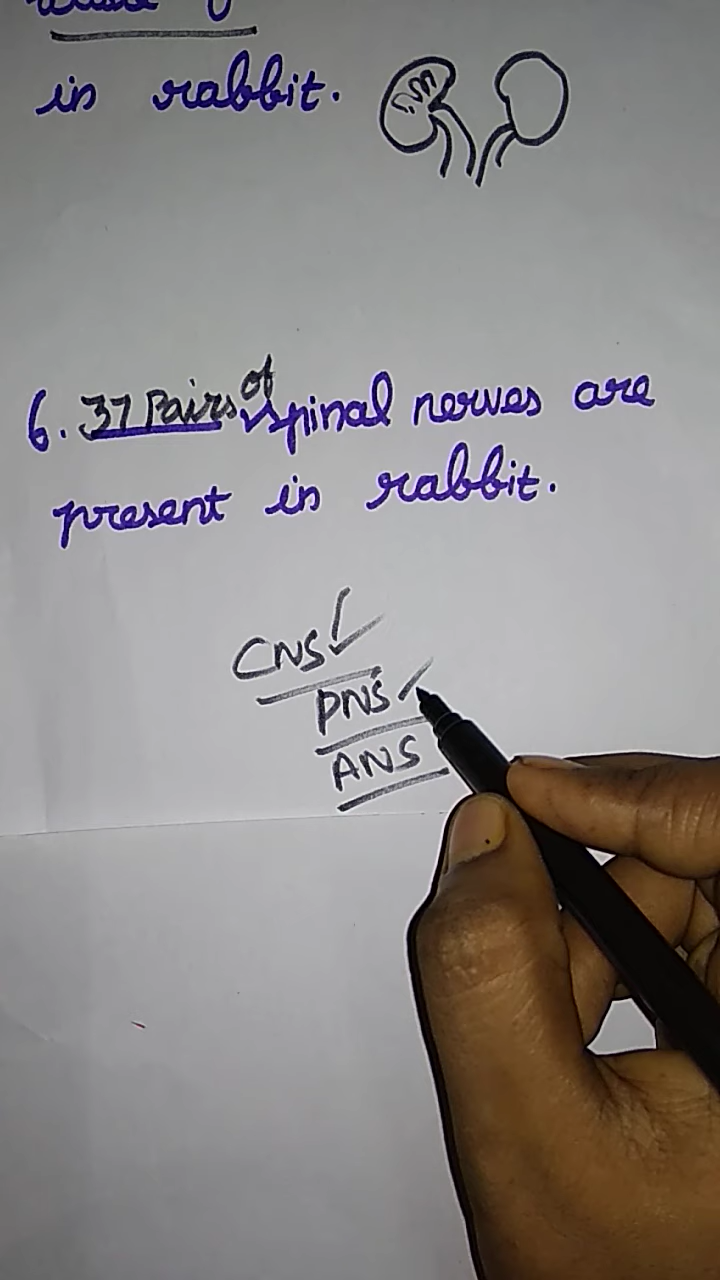 in rabbit.
6. 37 Pairs of spinal nerves are
present in rabbit.
CNS ✓
PNS ✓
ANS